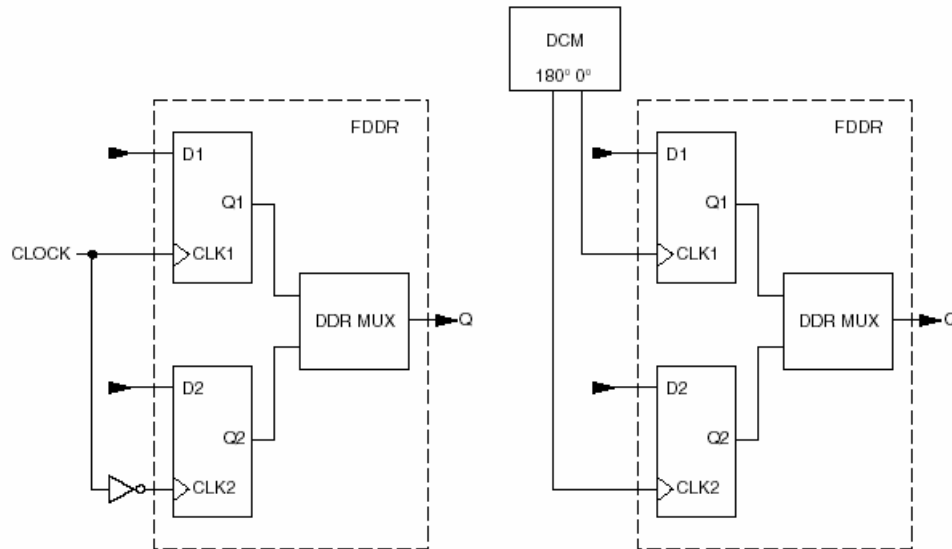 DCM
180° 0°
FDDR
D1
Q1
CLOCK
CLK1
DDR MUX
Q
D2
Q2
CLK2
FDDR
D1
Q1
CLK1
DDR MUX
D2
Q2
CLK2